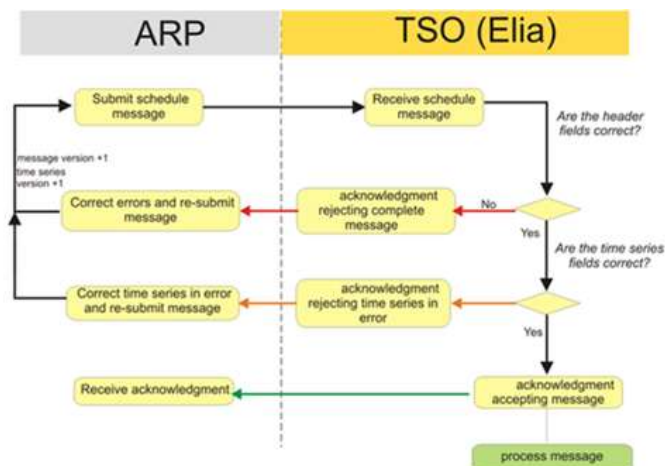 ARP
TSO (Elia)
Submit schedule
message
Receive schedule
message
Are the header
fields correct?
message version +1
time series
version +1
Correct errors and re-submit
message
acknowledgment
rejecting complete
message
No
Yes
Are the time series
fields correct?
Correct time series in error
and re-submit message
acknowledgment
rejecting time series in
error
Yes
Receive acknowledgment
acknowledgment
accepting message
process message